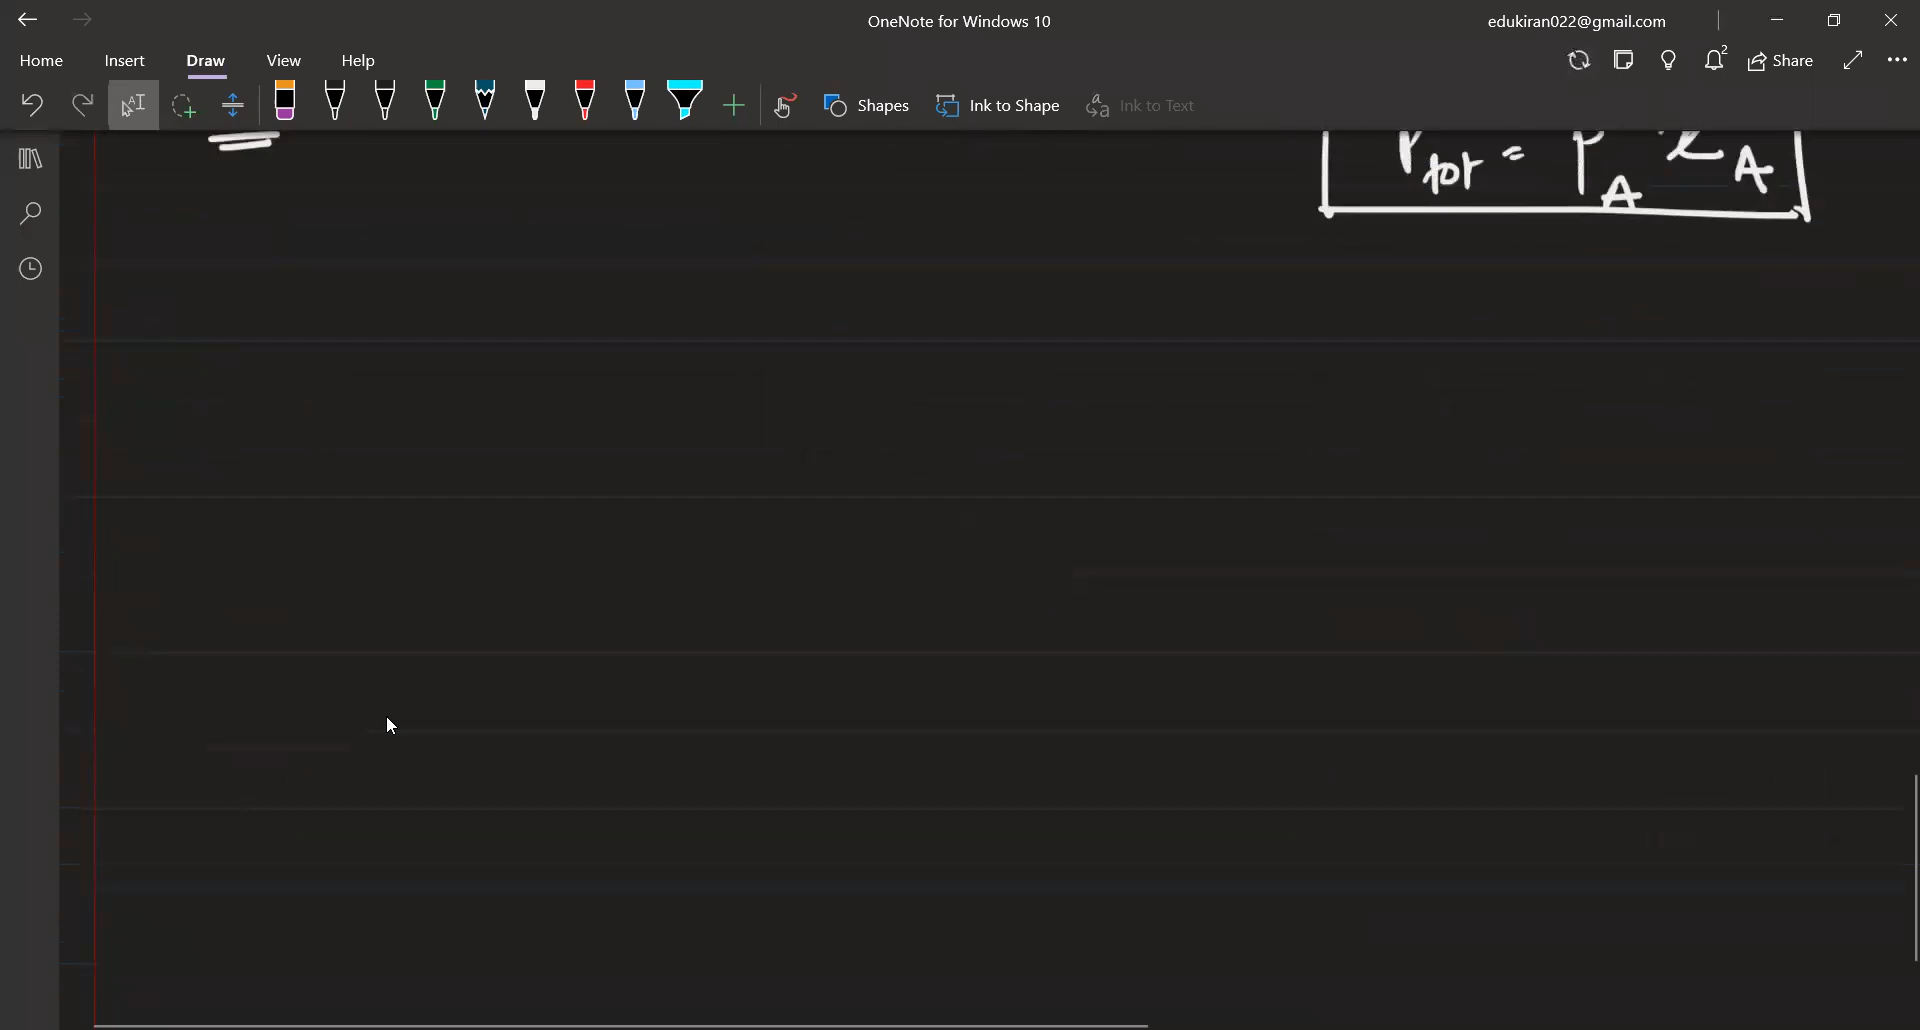 OneNote for Windows 10
edukiran022@gmail.com
Home Insert Draw View Help
2
Share
Shapes
Ink to Shape
Ink to Text
P tot = P A x A